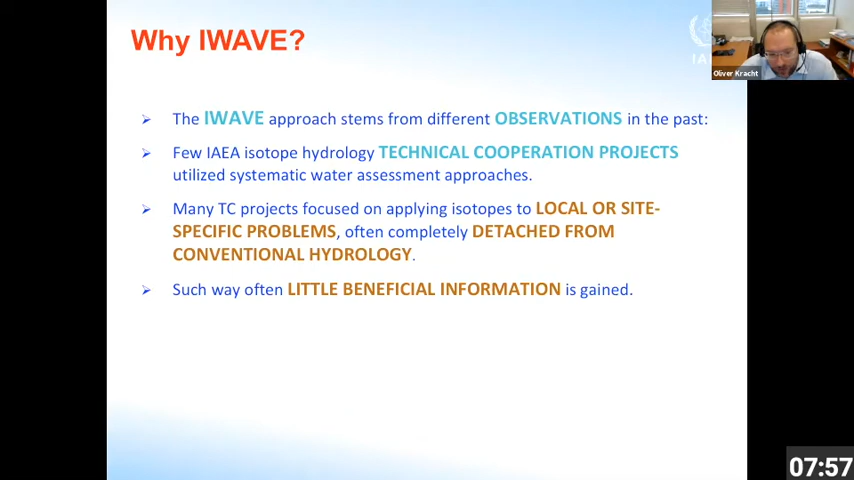 Why IWAVE?
IA
Oliver Kracht
➢ The IWAVE approach stems from different OBSERVATIONS in the past:
➢ Few IAEA isotope hydrology TECHNICAL COOPERATION PROJECTS
utilized systematic water assessment approaches.
➢ Many TC projects focused on applying isotopes to LOCAL OR SITE-
SPECIFIC PROBLEMS, often completely DETACHED FROM
CONVENTIONAL HYDROLOGY.
➢ Such way often LITTLE BENEFICIAL INFORMATION is gained.
07:57